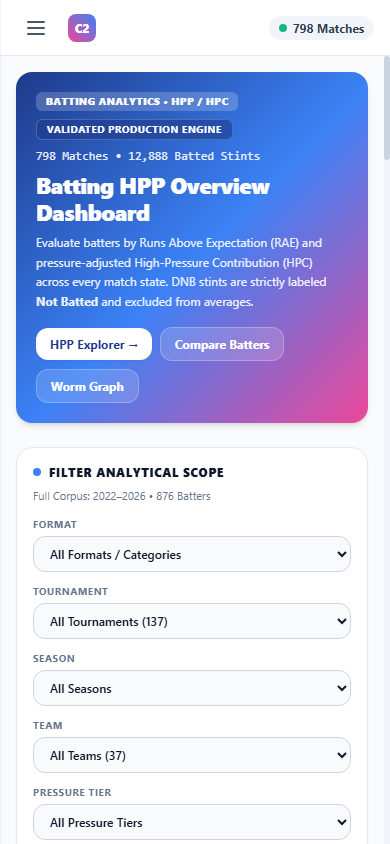 C2
798 Matches
BATTING ANALYTICS • HPP / HPC
VALIDATED PRODUCTION ENGINE
798 Matches • 12,888 Batted Stints
Batting HPP Overview
Dashboard
Evaluate batters by Runs Above Expectation (RAE) and
pressure-adjusted High-Pressure Contribution (HPC)
across every match state. DNB stints are strictly labeled
Not Batted and excluded from averages.
HPP Explorer →
Compare Batters
Worm Graph
FILTER ANALYTICAL SCOPE
Full Corpus: 2022–2026 • 876 Batters
FORMAT
All Formats / Categories
TOURNAMENT
All Tournaments (137)
SEASON
All Seasons
TEAM
All Teams (37)
PRESSURE TIER
All Pressure Tiers